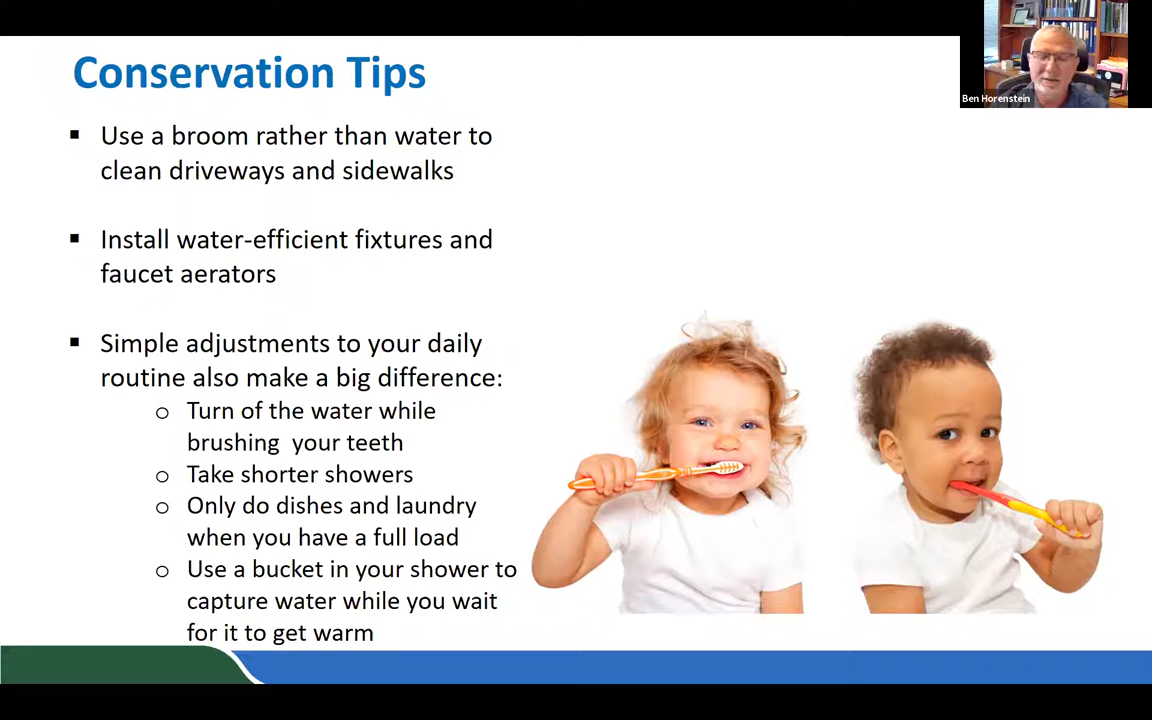 Conservation Tips
Ben Horenstein
▪ Use a broom rather than water to
clean driveways and sidewalks
▪ Install water-efficient fixtures and
faucet aerators
▪ Simple adjustments to your daily
routine also make a big difference:
o Turn of the water while
brushing  your teeth
o Take shorter showers
o Only do dishes and laundry
when you have a full load
o Use a bucket in your shower to
capture water while you wait
for it to get warm